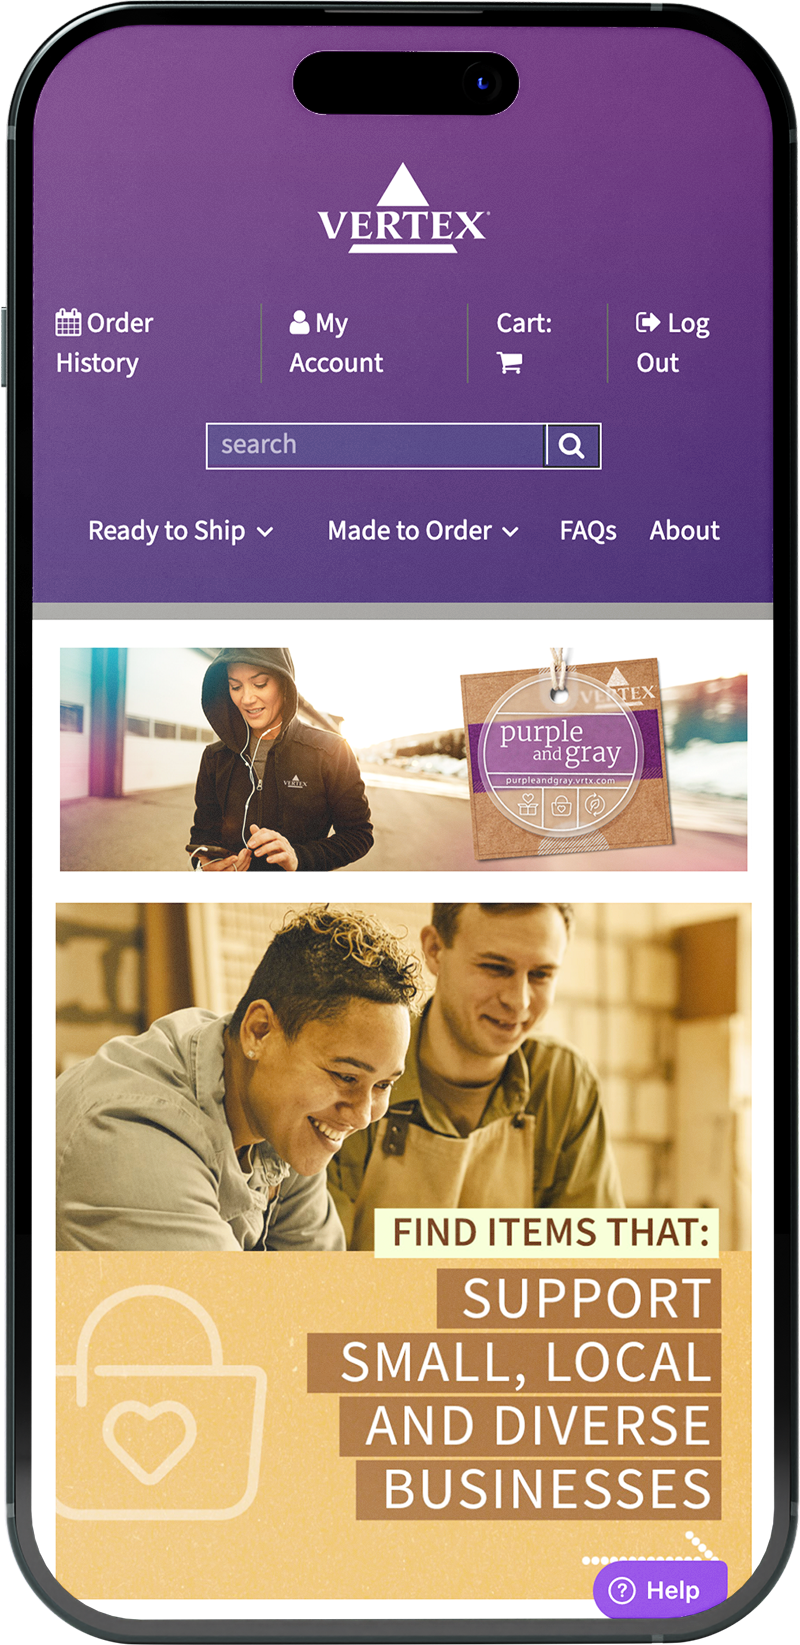 VERTEX
Order
History
My
Account
Cart:
Log
Out
search
Ready to Ship
Made to Order
FAQs
About
VERTEX
VERTEX
purple
and gray
purpleandgray.vrtx.com
FIND ITEMS THAT:
SUPPORT
SMALL, LOCAL
AND DIVERSE
BUSINESSES
? Help